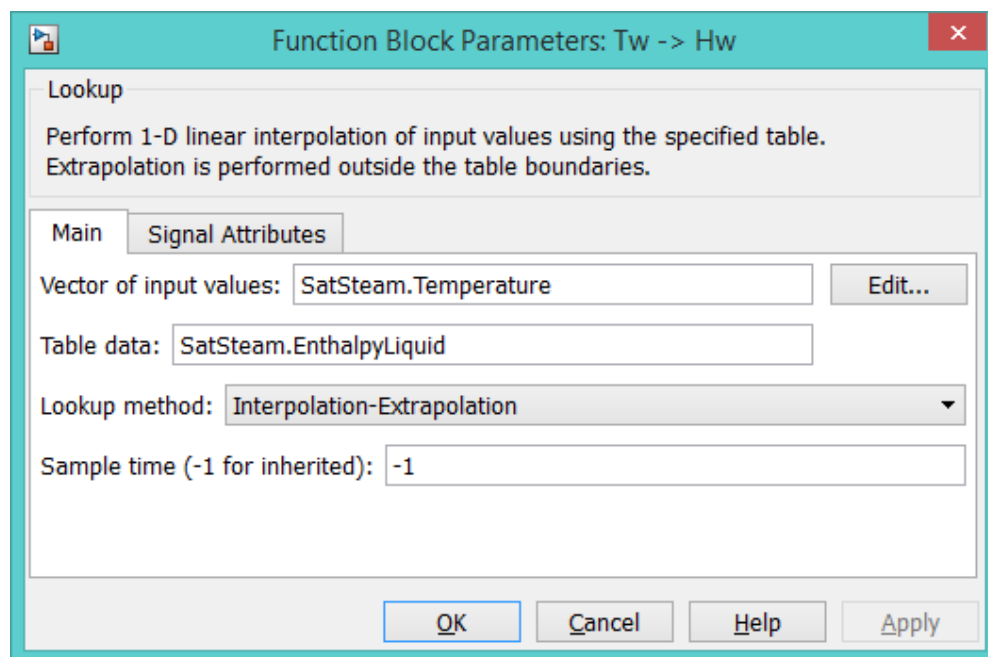 Function Block Parameters: Tw -> Hw
Lookup
Perform 1-D linear interpolation of input values using the specified table.
Extrapolation is performed outside the table boundaries.
Main Signal Attributes
Vector of input values: SatSteam.Temperature Edit...
Table data: SatSteam.EnthalpyLiquid
Lookup method: Interpolation-Extrapolation
Sample time (-1 for inherited): -1
OK Cancel Help Apply